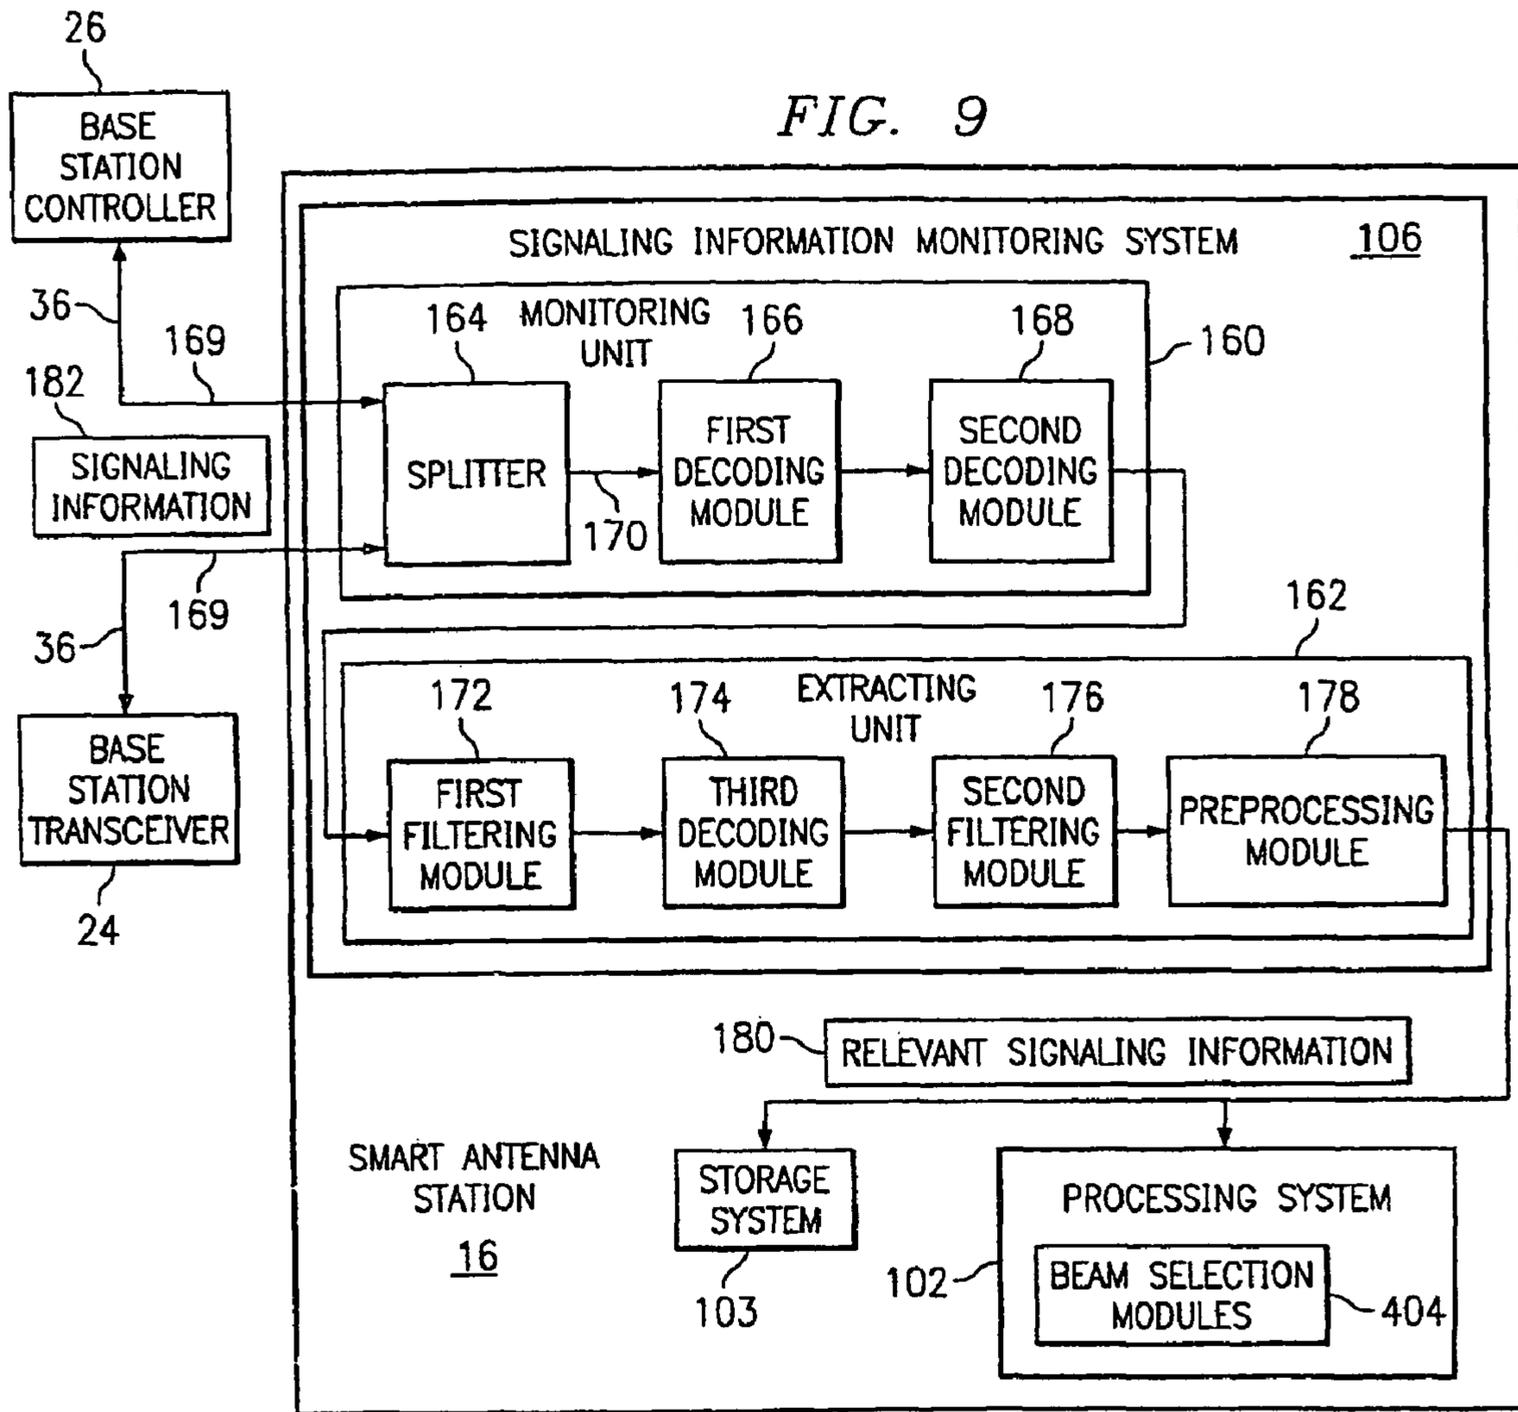 26
BASE
STATION
CONTROLLER
FIG. 9
SIGNALING INFORMATION MONITORING SYSTEM
106
36
169
182
SIGNALING
INFORMATION
169
36
BASE
STATION
TRANSCEIVER
24
MONITORING
UNIT
160
164
SPLITTER
170
166
FIRST
DECODING
MODULE
168
SECOND
DECODING
MODULE
162
EXTRACTING
UNIT
172
FIRST
FILTERING
MODULE
174
THIRD
DECODING
MODULE
176
SECOND
FILTERING
MODULE
178
PREPROCESSING
MODULE
180
RELEVANT SIGNALING INFORMATION
SMART ANTENNA
STATION
16
STORAGE
SYSTEM
103
PROCESSING SYSTEM
102
BEAM SELECTION
MODULES
404